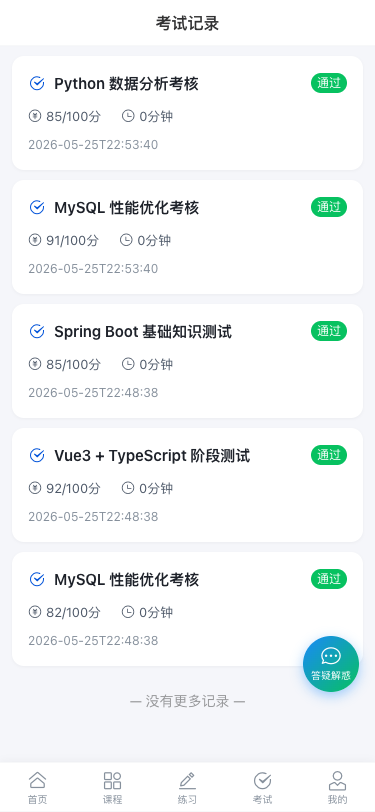 考试记录
Python 数据分析考核
通过
85/100分
0分钟
2026-05-25T22:53:40
MySQL 性能优化考核
通过
91/100分
0分钟
2026-05-25T22:53:40
Spring Boot 基础知识测试
通过
85/100分
0分钟
2026-05-25T22:48:38
Vue3 + TypeScript 阶段测试
通过
92/100分
0分钟
2026-05-25T22:48:38
MySQL 性能优化考核
通过
82/100分
0分钟
2026-05-25T22:48:38
答疑解惑
— 没有更多记录 —
首页
课程
练习
考试
我的